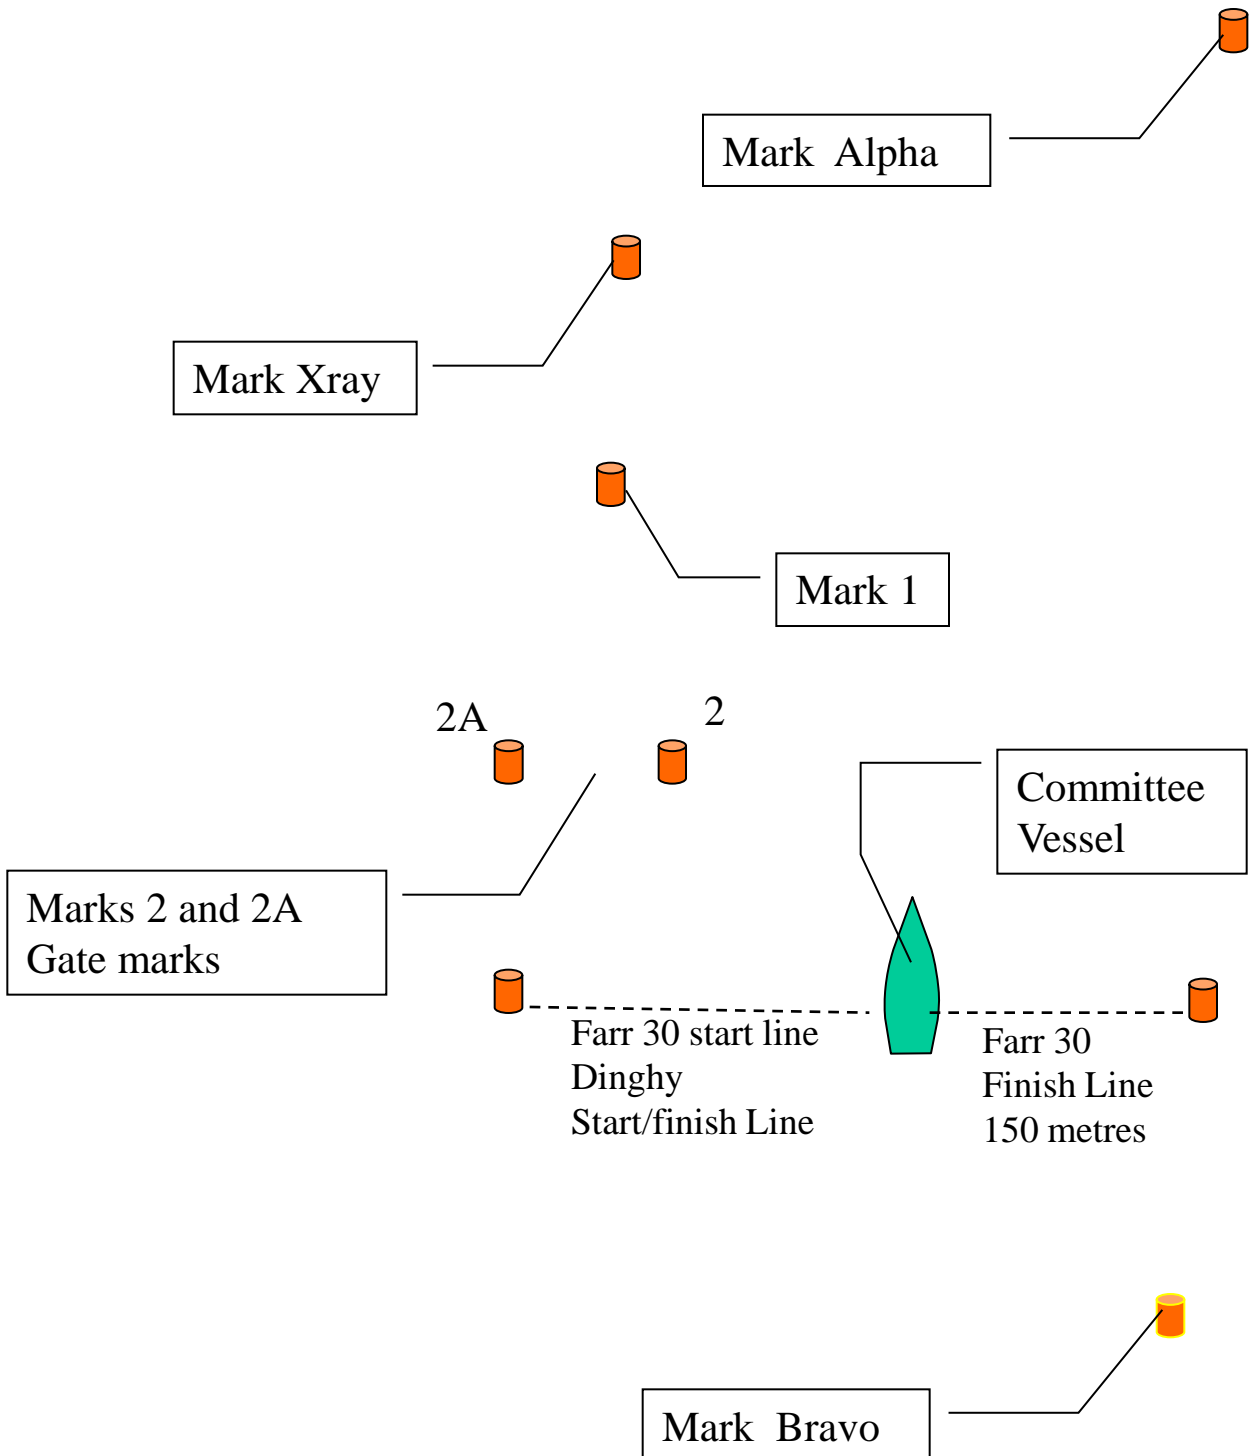 Mark Alpha
Mark Xray
Mark 1
2A
2
Committee
Vessel
Marks 2 and 2A
Gate marks
Farr 30 start line
Dinghy
Start/finish Line
Farr 30
Finish Line
150 metres
Mark Bravo